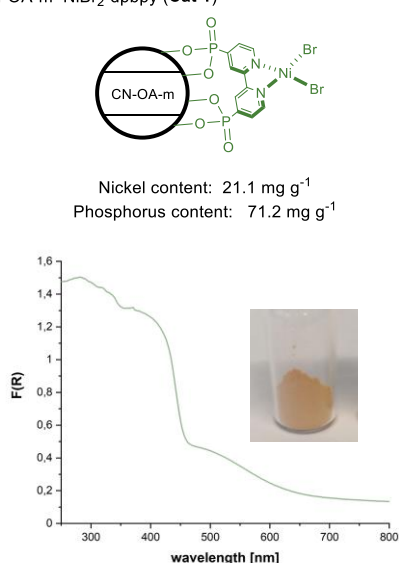 OA-m NiBr2-dpbpy (Cat 1)
O
O P Br
O N Ni
CN-OA-m N Br
O
O P
O
Nickel content: 21.1 mg g-1
Phosphorus content: 71.2 mg g-1
1,6
1,4
1,2
1
0,8
0,6
0,4
0,2
0
F(R)
300 400 500 600 700 800
wavelength [nm]